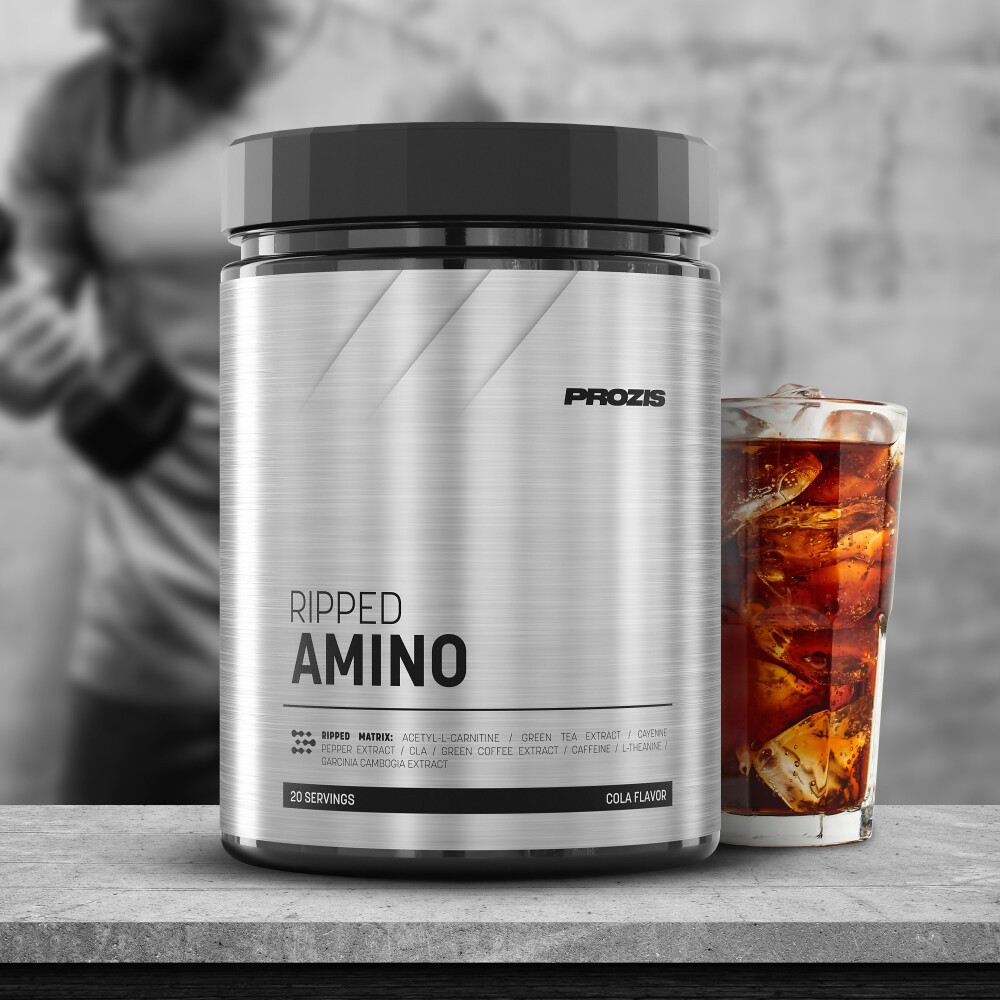 PROZIS
RIPPED
AMINO
RIPPED MATRIX: ACETYL-L-CARNITINE / GREEN TEA EXTRACT / CAYENNE
PEPPER EXTRACT / CLA / GREEN COFFEE EXTRACT / CAFFEINE / L-THEANINE /
GARCINIA CAMBOGIA EXTRACT
20 SERVINGS COLA FLAVOR